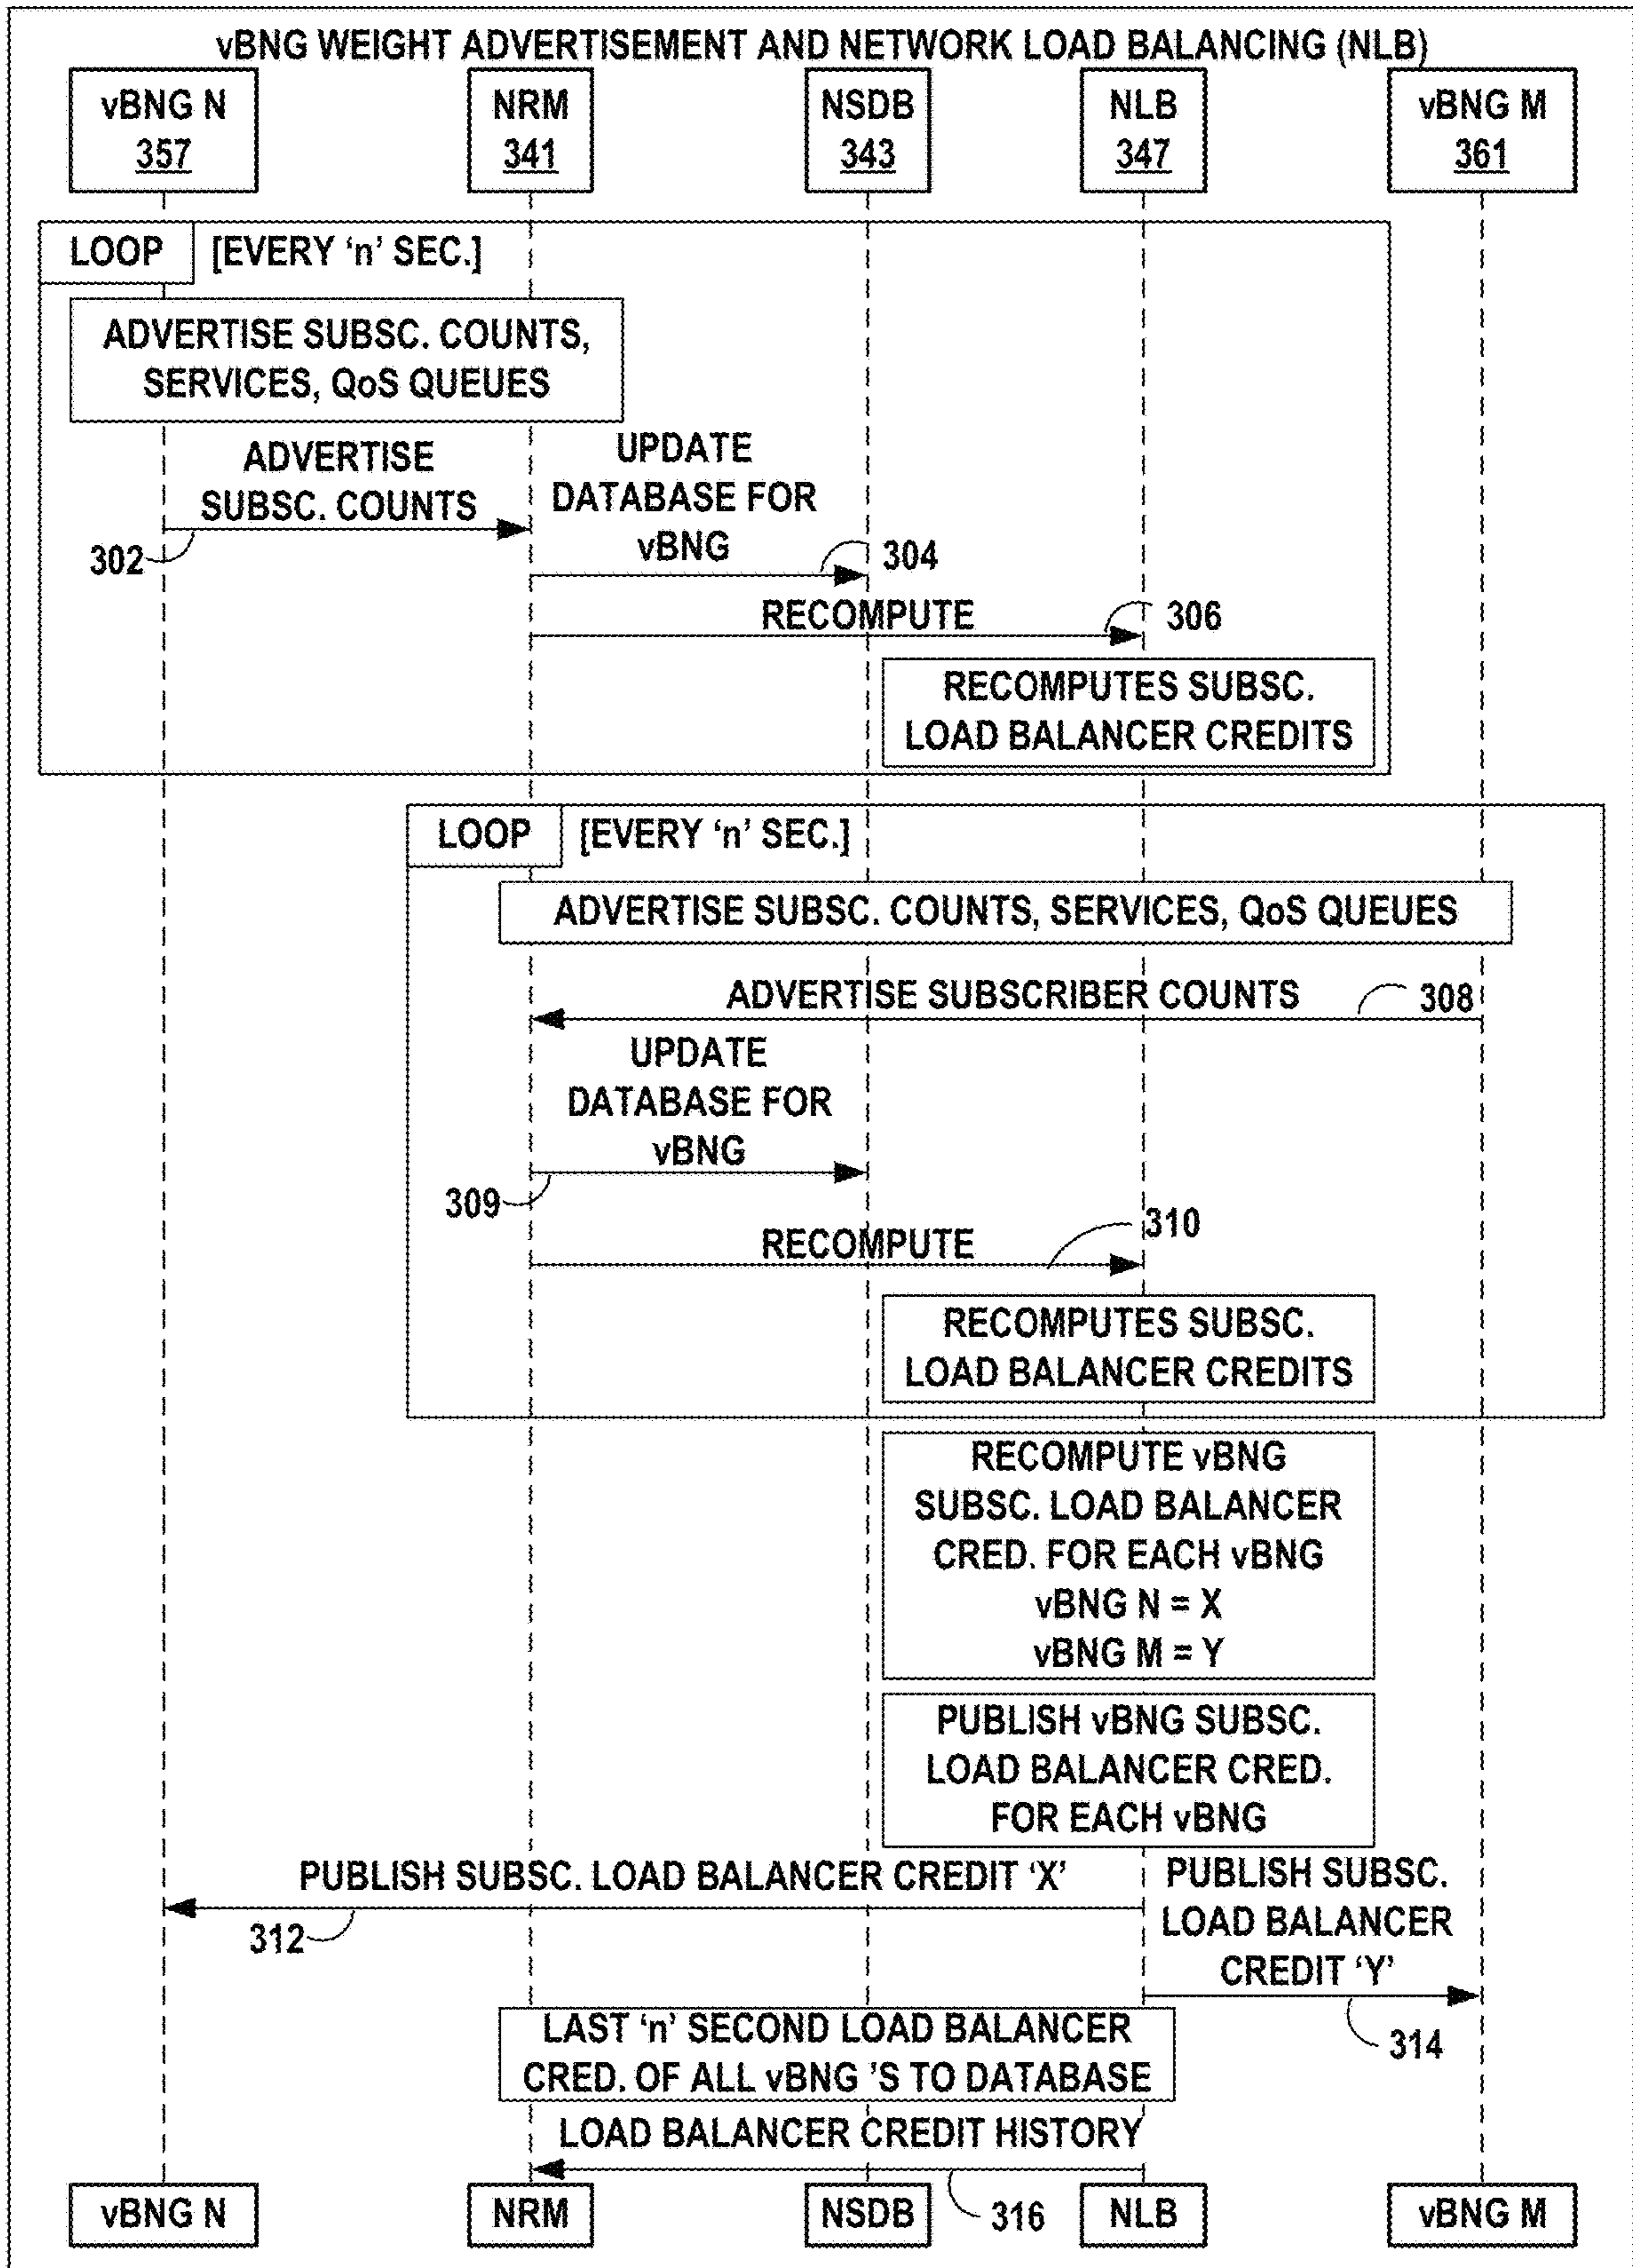 vBNG WEIGHT ADVERTISEMENT AND NETWORK LOAD BALANCING (NLB)
vBNG N
357
NRM
341
NSDB
343
NLB
347
vBNG M
361
LOOP
[EVERY ‘n’ SEC.]
ADVERTISE SUBSC. COUNTS,
SERVICES, QoS QUEUES
ADVERTISE
SUBSC. COUNTS
302
UPDATE
DATABASE FOR
vBNG
304
RECOMPUTE
306
RECOMPUTES SUBSC.
LOAD BALANCER CREDITS
LOOP
[EVERY ‘n’ SEC.]
ADVERTISE SUBSC. COUNTS, SERVICES, QoS QUEUES
ADVERTISE SUBSCRIBER COUNTS
308
UPDATE
DATABASE FOR
vBNG
309
RECOMPUTE
310
RECOMPUTES SUBSC.
LOAD BALANCER CREDITS
RECOMPUTE vBNG
SUBSC. LOAD BALANCER
CRED. FOR EACH vBNG
vBNG N = X
vBNG M = Y
PUBLISH vBNG SUBSC.
LOAD BALANCER CRED.
FOR EACH vBNG
PUBLISH SUBSC. LOAD BALANCER CREDIT ‘X’
312
PUBLISH SUBSC.
LOAD BALANCER
CREDIT ‘Y’
314
LAST ‘n’ SECOND LOAD BALANCER
CRED. OF ALL vBNG ’S TO DATABASE
LOAD BALANCER CREDIT HISTORY
316
vBNG N
NRM
NSDB
NLB
vBNG M